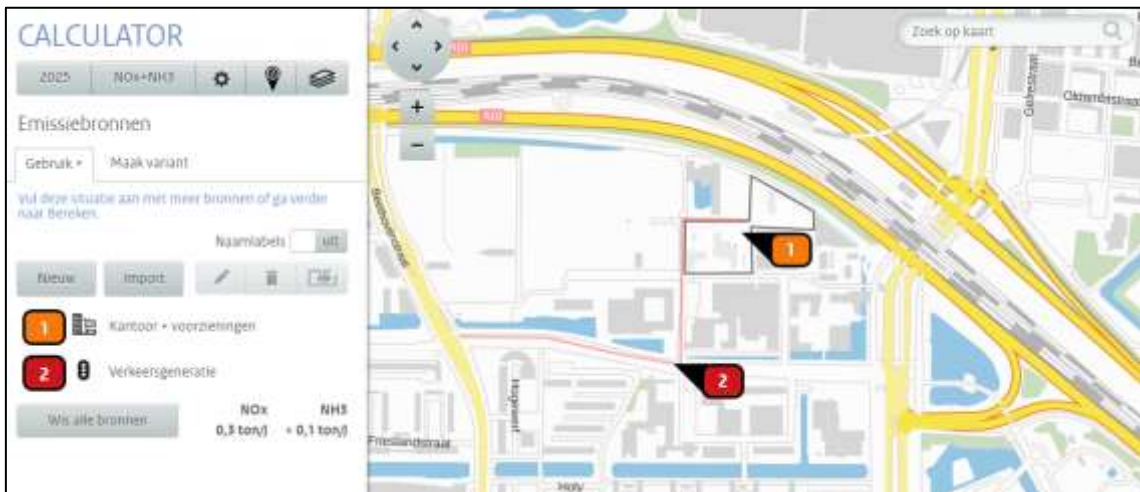 CALCULATOR
2025 NOx+NH3
Emissiebronnen
Gebruik Maak variant
Vul deze situatie aan met meer bronnen of ga verder
naar Bereken.
Naamlabels uit
Nieuw Import
1 Kantoor + voorzieningen
2 Verkeersgeneratie
Wis alle bronnen
NOx NH3
0,3 ton/j < 0,1 ton/j
Zoek op kaart
A10
A10
1
2
Frieslandstraat
Holy